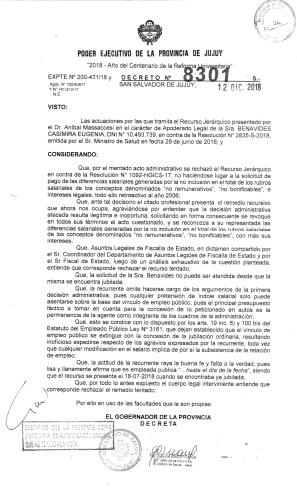 PODER EJECUTIVO DE LA PROVINCIA DE JUJUY
"2018 - Año del Centenario de la Reforma Universitaria"
EXPTE Nº 200-431/18 y DECRETO Nº 8301 S.-
Agdo. Nº 720-
y Nº
N.E. SAN SALVADOR DE JUJUY, 12 DIC. 2018
VISTO:
Las actuaciones por las que tramita el Recurso Jerárquico presentado por
el Dr. Aníbal Massacessi en el carácter de Apoderado Legal de la Sra. BENAVIDES
CASIMIRA EUGENIA, DNI Nº 10.493.739, en contra de la Resolución Nº 2835-S-2018,
emitida por el Sr. Ministro de Salud en fecha 29 de junio de 2018; y
CONSIDERANDO:
Que, por el mentado acto administrativo se rechazó el Recurso Jerárquico
en contra de la Resolución Nº 1092-HGICS-17, no haciéndose lugar a la solicitud de
pago de las diferencias salariales generadas por la no inclusión en el total de los rubros
salariales de los conceptos denominados "no remunerativos", "no bonificables", e
intereses legales, todo ello retroactivo al 2006;
Que, ante tal decisorio el citado profesional presenta el remedio recursivo
que ahora nos ocupa, agraviándose por entender que la decisión administrativa
atacada resulta ilegítima e inoportuna, solicitando en forma consecuente se revoque
en todos sus términos el acto cuestionado, y se reconozca a su representada las
diferencias salariales generadas por la no inclusión en el total de los rubros salariales
de los conceptos denominados "no remunerativos", "no bonificables", con más sus
intereses;
Que, Asuntos Legales de Fiscalía de Estado, en dictamen compartido por
el Sr. Coordinador del Departamento de Asuntos Legales de Fiscalía de Estado y por
el Sr Fiscal de Estado, luego de un análisis exhaustivo de la cuestión planteada,
entiende que corresponde rechazar el recurso tentado;
Que, la solicitud de la Sra. Benavides no puede ser atendida desde que la
misma se encuentra jubilada;
Que, la recurrente omite hacerse cargo de los argumentos de la primera
decisión administrativa, pues cualquier pretensión de índole salarial solo puede
asentarse sobre la base del vínculo de empleo público, pues el principal presupuesto
fáctico a tomar en cuenta para la concesión de lo peticionado en autos es la
permanencia de la agente como integrante de los cuadros de la administración;
Que, esto se condice con lo dispuesto por los arts. 19 inc. 6) y 100 bis del
Estatuto del Empleado Público Ley Nº 3161, que dejan establecido que el vínculo de
empleo público se extingue con la concesión de la jubilación ordinaria, resultando
inoficioso expedirse respecto de los agravios expresados por la recurrente, toda vez
que cualquier modificación en el salario implica de por sí la subsistencia de la relación
de empleo;
Que, la actitud de la recurrente raya la buena fe y falta a la verdad, pues
lisa y llanamente afirma que es empleada pública "...hasta el día de la fecha", siendo
que el recurso se presenta el 18-07-2018 cuando se encontraba ya jubilada;
Que, por todo lo antes expuesto el cuerpo legal interviniente entiende que
corresponde rechazar el remedio tentado;
Por ello en uso de las facultades que le son propias:
EL GOBERNADOR DE LA PROVINCIA
DECRETA
CERTIFICO QUE LA PRESENTE COPIA
FOTOCOPIA ES AUTENTICA DEL ORIGINAL
QUE HE TENIDO A LA VISTA